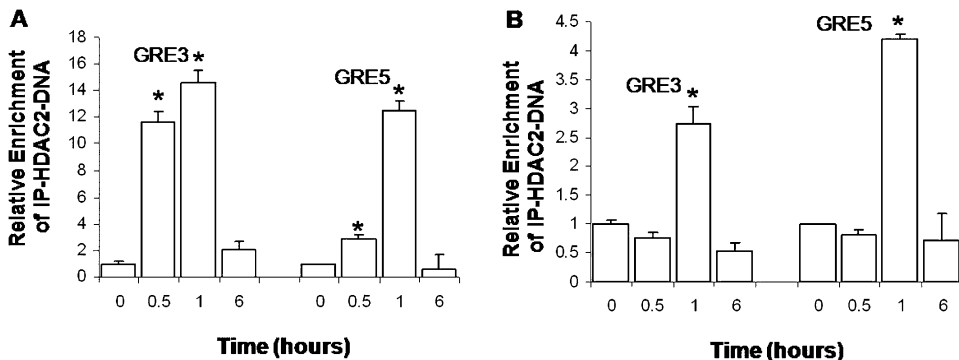 A
Relative Enrichment
of IP-HDAC2-DNA
18
16
14
12
10
8
6
4
2
0
GRE3
*
*
GRE5
*
*
0 0.5 1 6 0 0.5 1 6
Time (hours)
B
Relative Enrichment
of IP-HDAC2-DNA
4.5
4
3.5
3
2.5
2
1.5
1
0.5
0
GRE3
*
GRE5
*
0 0.5 1 6 0 0.5 1 6
Time (hours)